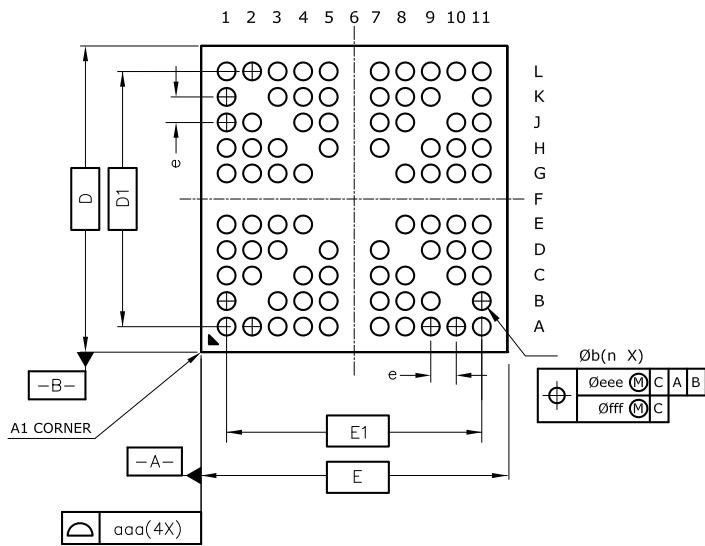 1 2 3 4 5 6 7 8 9 10 11
L
K
J
H
G
F
E
D
C
B
A
e
D
D1
-B-
A1 CORNER
-A-
aaa(4X)
e
E1
E
Øb(n X)
Øeee Ⓜ C A B
Øfff Ⓜ C